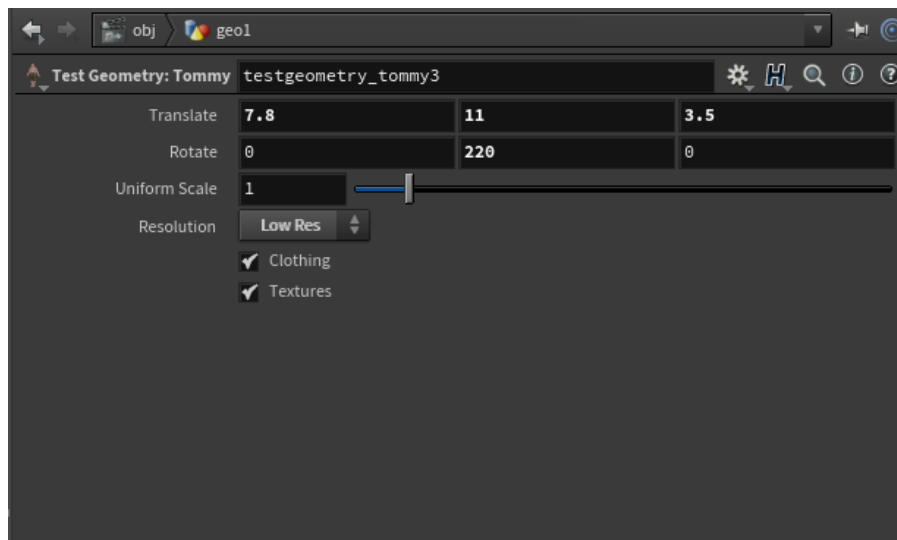 obj geo1
Test Geometry: Tommy testgeometry_tommy3
Translate 7.8 11 3.5
Rotate 0 220 0
Uniform Scale 1
Resolution Low Res
Clothing
Textures